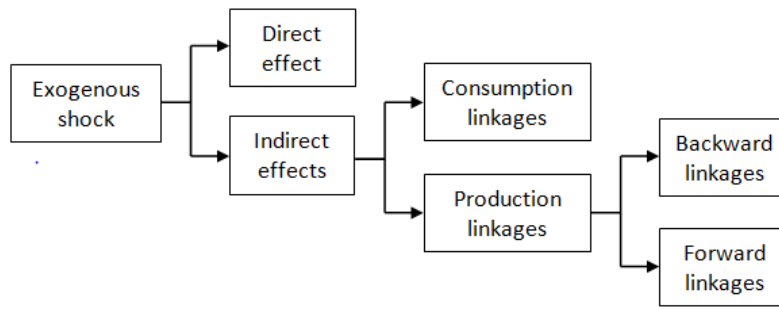 Exogenous
shock
Direct
effect
Indirect
effects
Consumption
linkages
Production
linkages
Backward
linkages
Forward
linkages